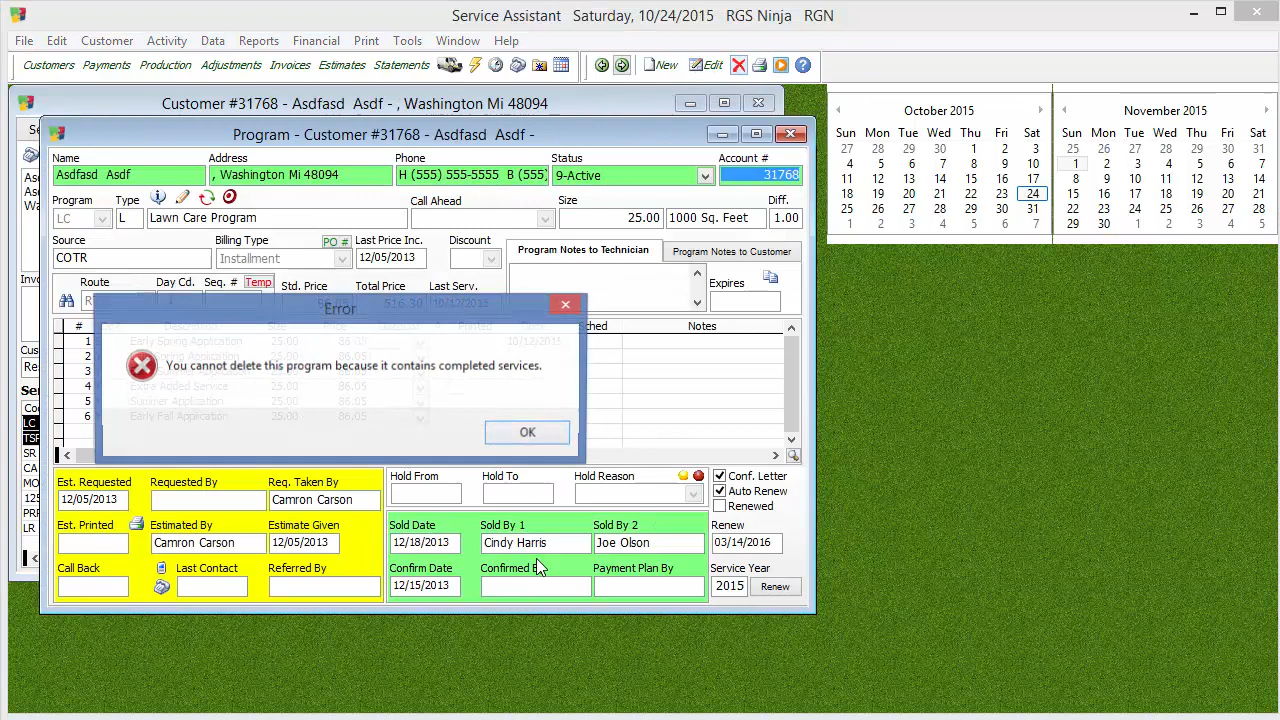 Service Assistant Saturday, 10/24/2015 RGS Ninja RGN
File Edit Customer Activity Data Reports Financial Print Tools Window Help
Customers Payments Production Adjustments Invoices Estimates Statements New Edit
Customer #31768 - Asdfasd Asdf - , Washington Mi 48094
Program - Customer #31768 - Asdfasd Asdf -
Name Address Phone Status Account #
Asdfasd Asdf , Washington Mi 48094 H (555) 555-5555 B (555) 9-Active 31768
Program Type Call Ahead Size Diff.
LC L Lawn Care Program 25.00 1000 Sq. Feet 1.00
Source Billing Type PO # Last Price Inc. Discount Program Notes to Technician Program Notes to Customer
COTR Installment 12/05/2013
Route Day Cd. Seq. # Temp Std. Price Total Price Last Serv. Expires
Error
# Notes
1 Early Spring Application 25.00 86.05 10/12/2015
You cannot delete this program because it contains completed services.
4 Extra Added Service 25.00 86.05
Summer Application 25.00 86.05
6 Early Fall Application 25.00 86.05
OK
Est. Requested Requested By Req. Taken By Hold From Hold To Hold Reason Conf. Letter
12/05/2013 Camron Carson Auto Renew
Renewed
Est. Printed Estimated By Estimate Given Sold Date Sold By 1 Sold By 2 Renew
Camron Carson 12/05/2013 12/18/2013 Cindy Harris Joe Olson 03/14/2016
Call Back Last Contact Referred By Confirm Date Confirmed Payment Plan By Service Year
12/15/2013 2015 Renew
October 2015
Sun Mon Tue Wed Thu Fri Sat
27 28 29 30 1 2 3
4 5 6 7 8 9 10
11 12 13 14 15 16 17
18 19 20 21 22 23 24
25 26 27 28 29 30 31
1 2 3 4 5 6 7
November 2015
Sun Mon Tue Wed Thu Fri Sat
25 26 27 28 29 30 31
1 2 3 4 5 6 7
8 9 10 11 12 13 14
15 16 17 18 19 20 21
22 23 24 25 26 27 28
29 30 1 2 3 4 5